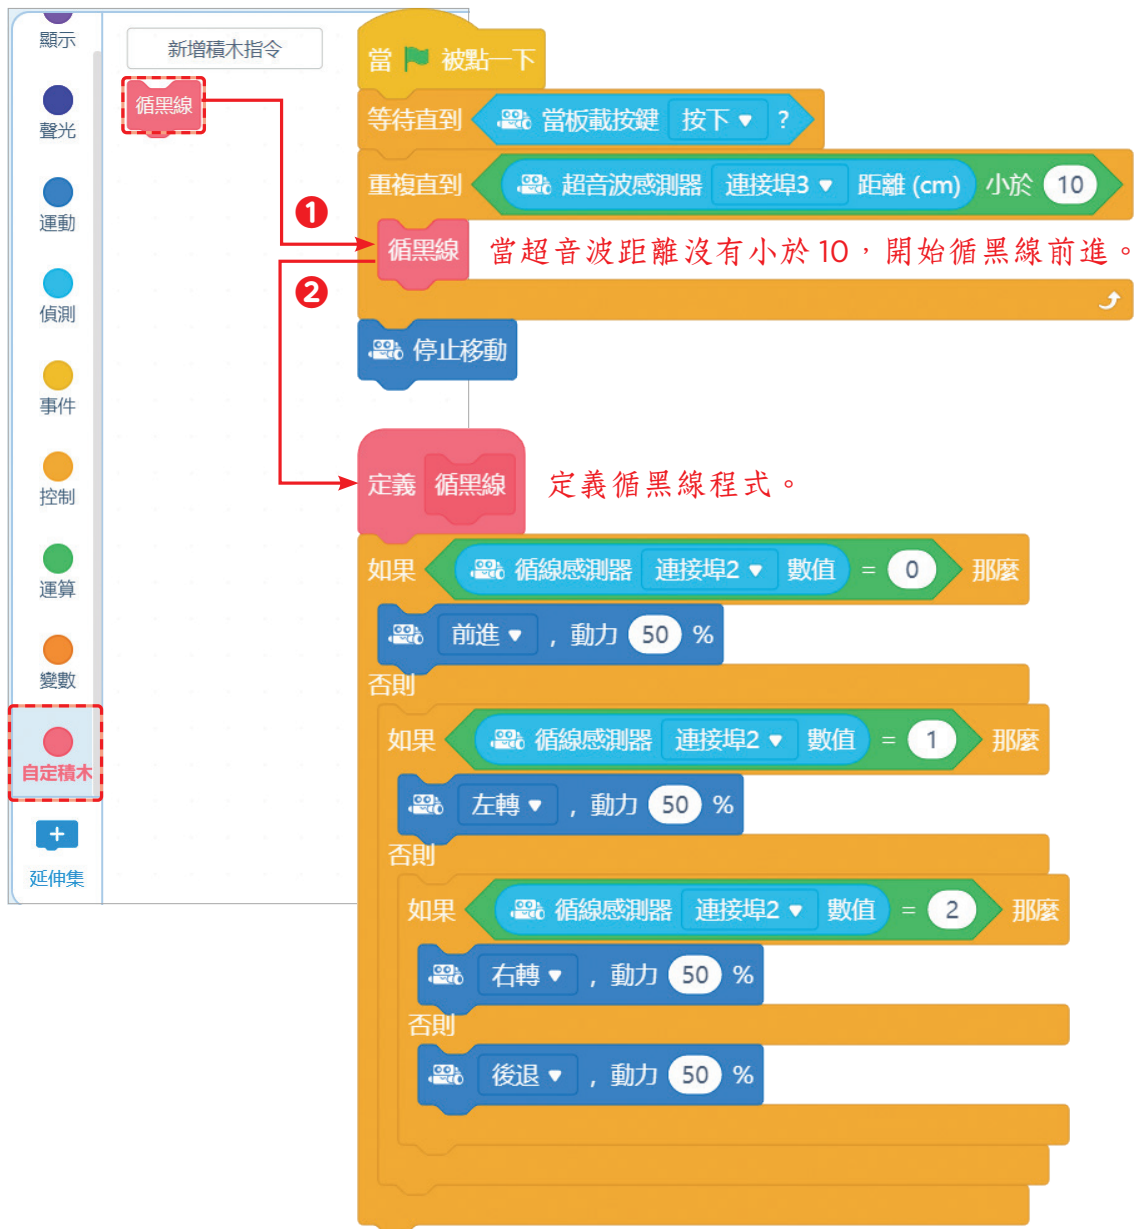 顯示
聲光
運動
偵測
事件
控制
運算
變數
自定積木
+
延伸集
新增積木指令
循黑線
當 被點一下
等待直到 當板載按鍵 按下 ?
重複直到 超音波感測器 連接埠3 距離 (cm) 小於 10
❶
循黑線 當超音波距離沒有小於 10，開始循黑線前進。
❷
停止移動
定義 循黑線 定義循黑線程式。
如果 循線感測器 連接埠2 數值 = 0 那麼
前進 , 動力 50 %
否則
如果 循線感測器 連接埠2 數值 = 1 那麼
左轉 , 動力 50 %
否則
如果 循線感測器 連接埠2 數值 = 2 那麼
右轉 , 動力 50 %
否則
後退 , 動力 50 %